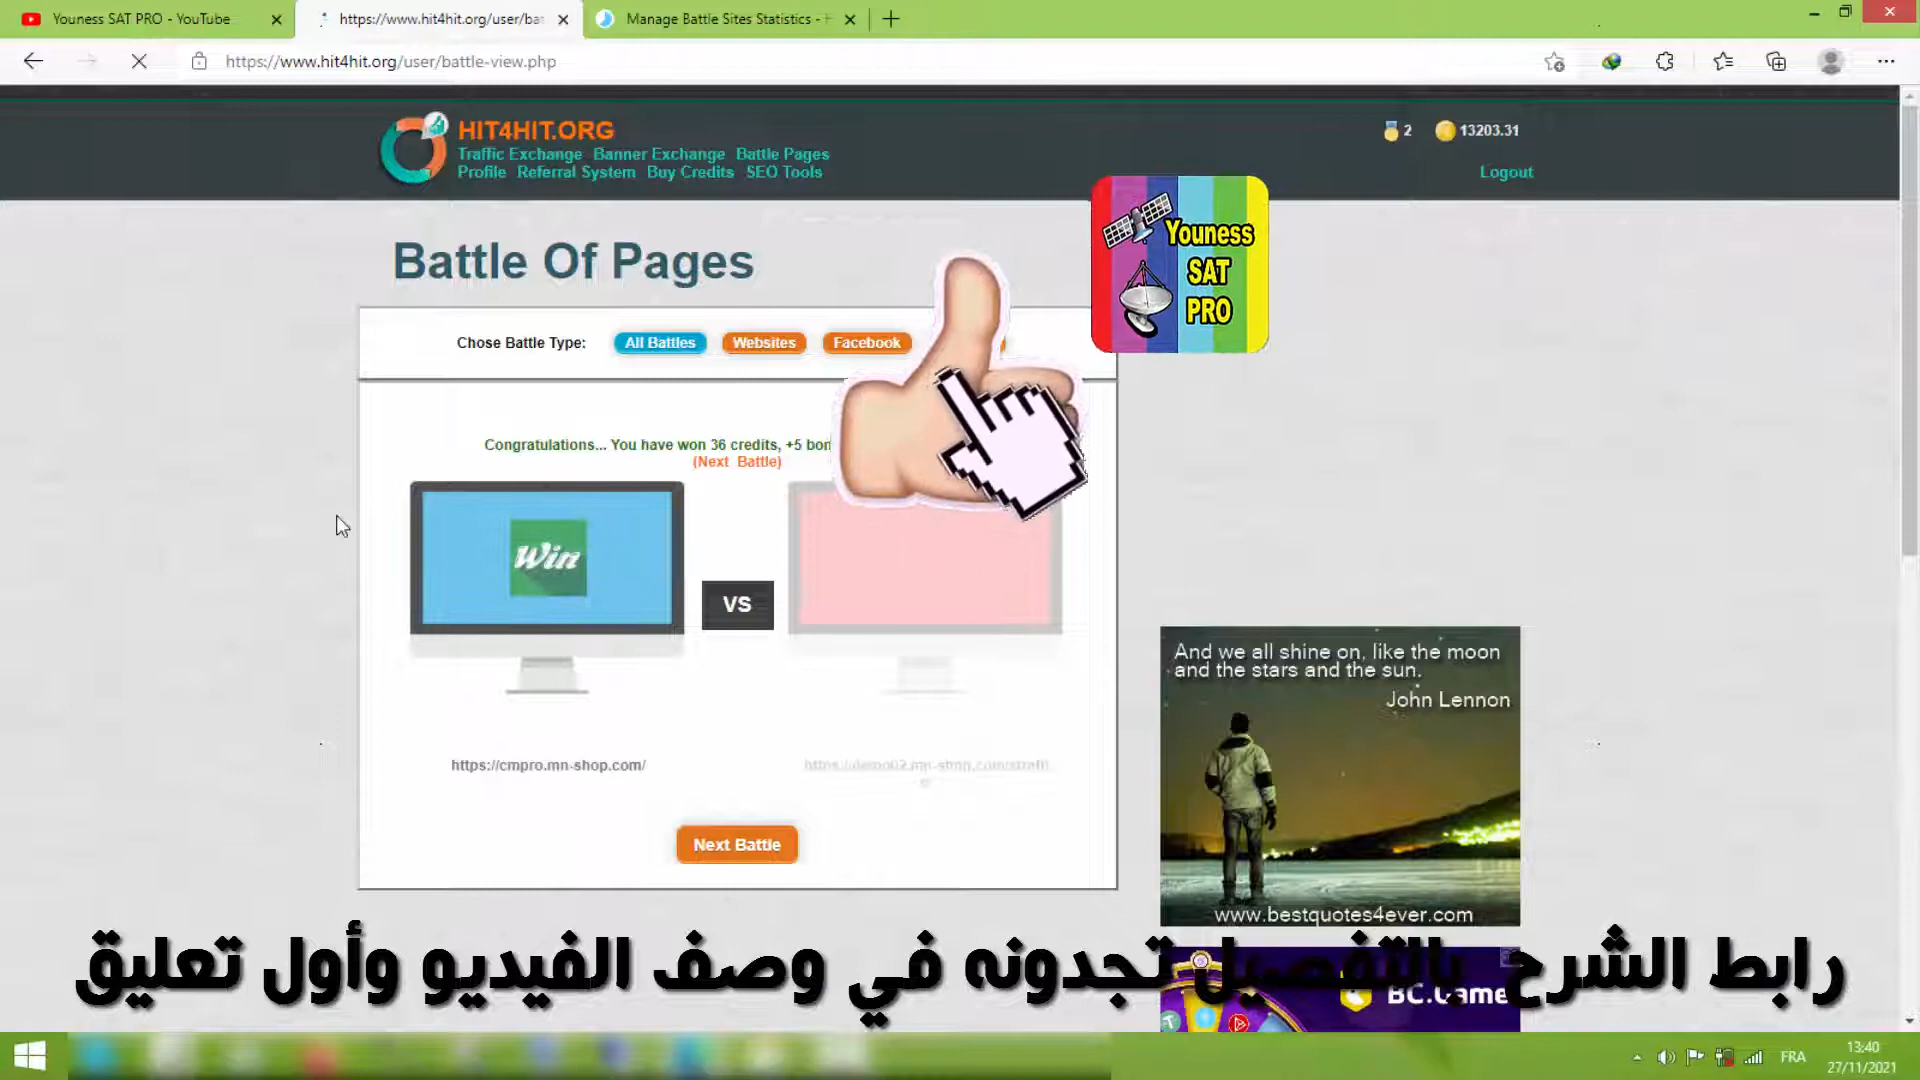 Youness SAT PRO - YouTube
https://www.hit4hit.org/user/bat
Manage Battle Sites Statistics -
https://www.hit4hit.org/user/battle-view.php
HIT4HIT.ORG
Traffic Exchange Banner Exchange Battle Pages
Profile Referral System Buy Credits SEO Tools
2 13203.31
Logout
Youness
SAT
PRO
Battle Of Pages
Chose Battle Type: All Battles Websites Facebook
Congratulations... You have won 36 credits, +5
(Next Battle)
Win
VS
https://cmpro.mn-shop.com/
Next Battle
And we all shine on, like the moon
and the stars and the sun.
John Lennon
www.bestquotes4ever.com
رابط الشرح بالتفصيل تجدونه في وصف الفيديو وأول تعليق
BC.Game
FRA
13:40
27/11/2021